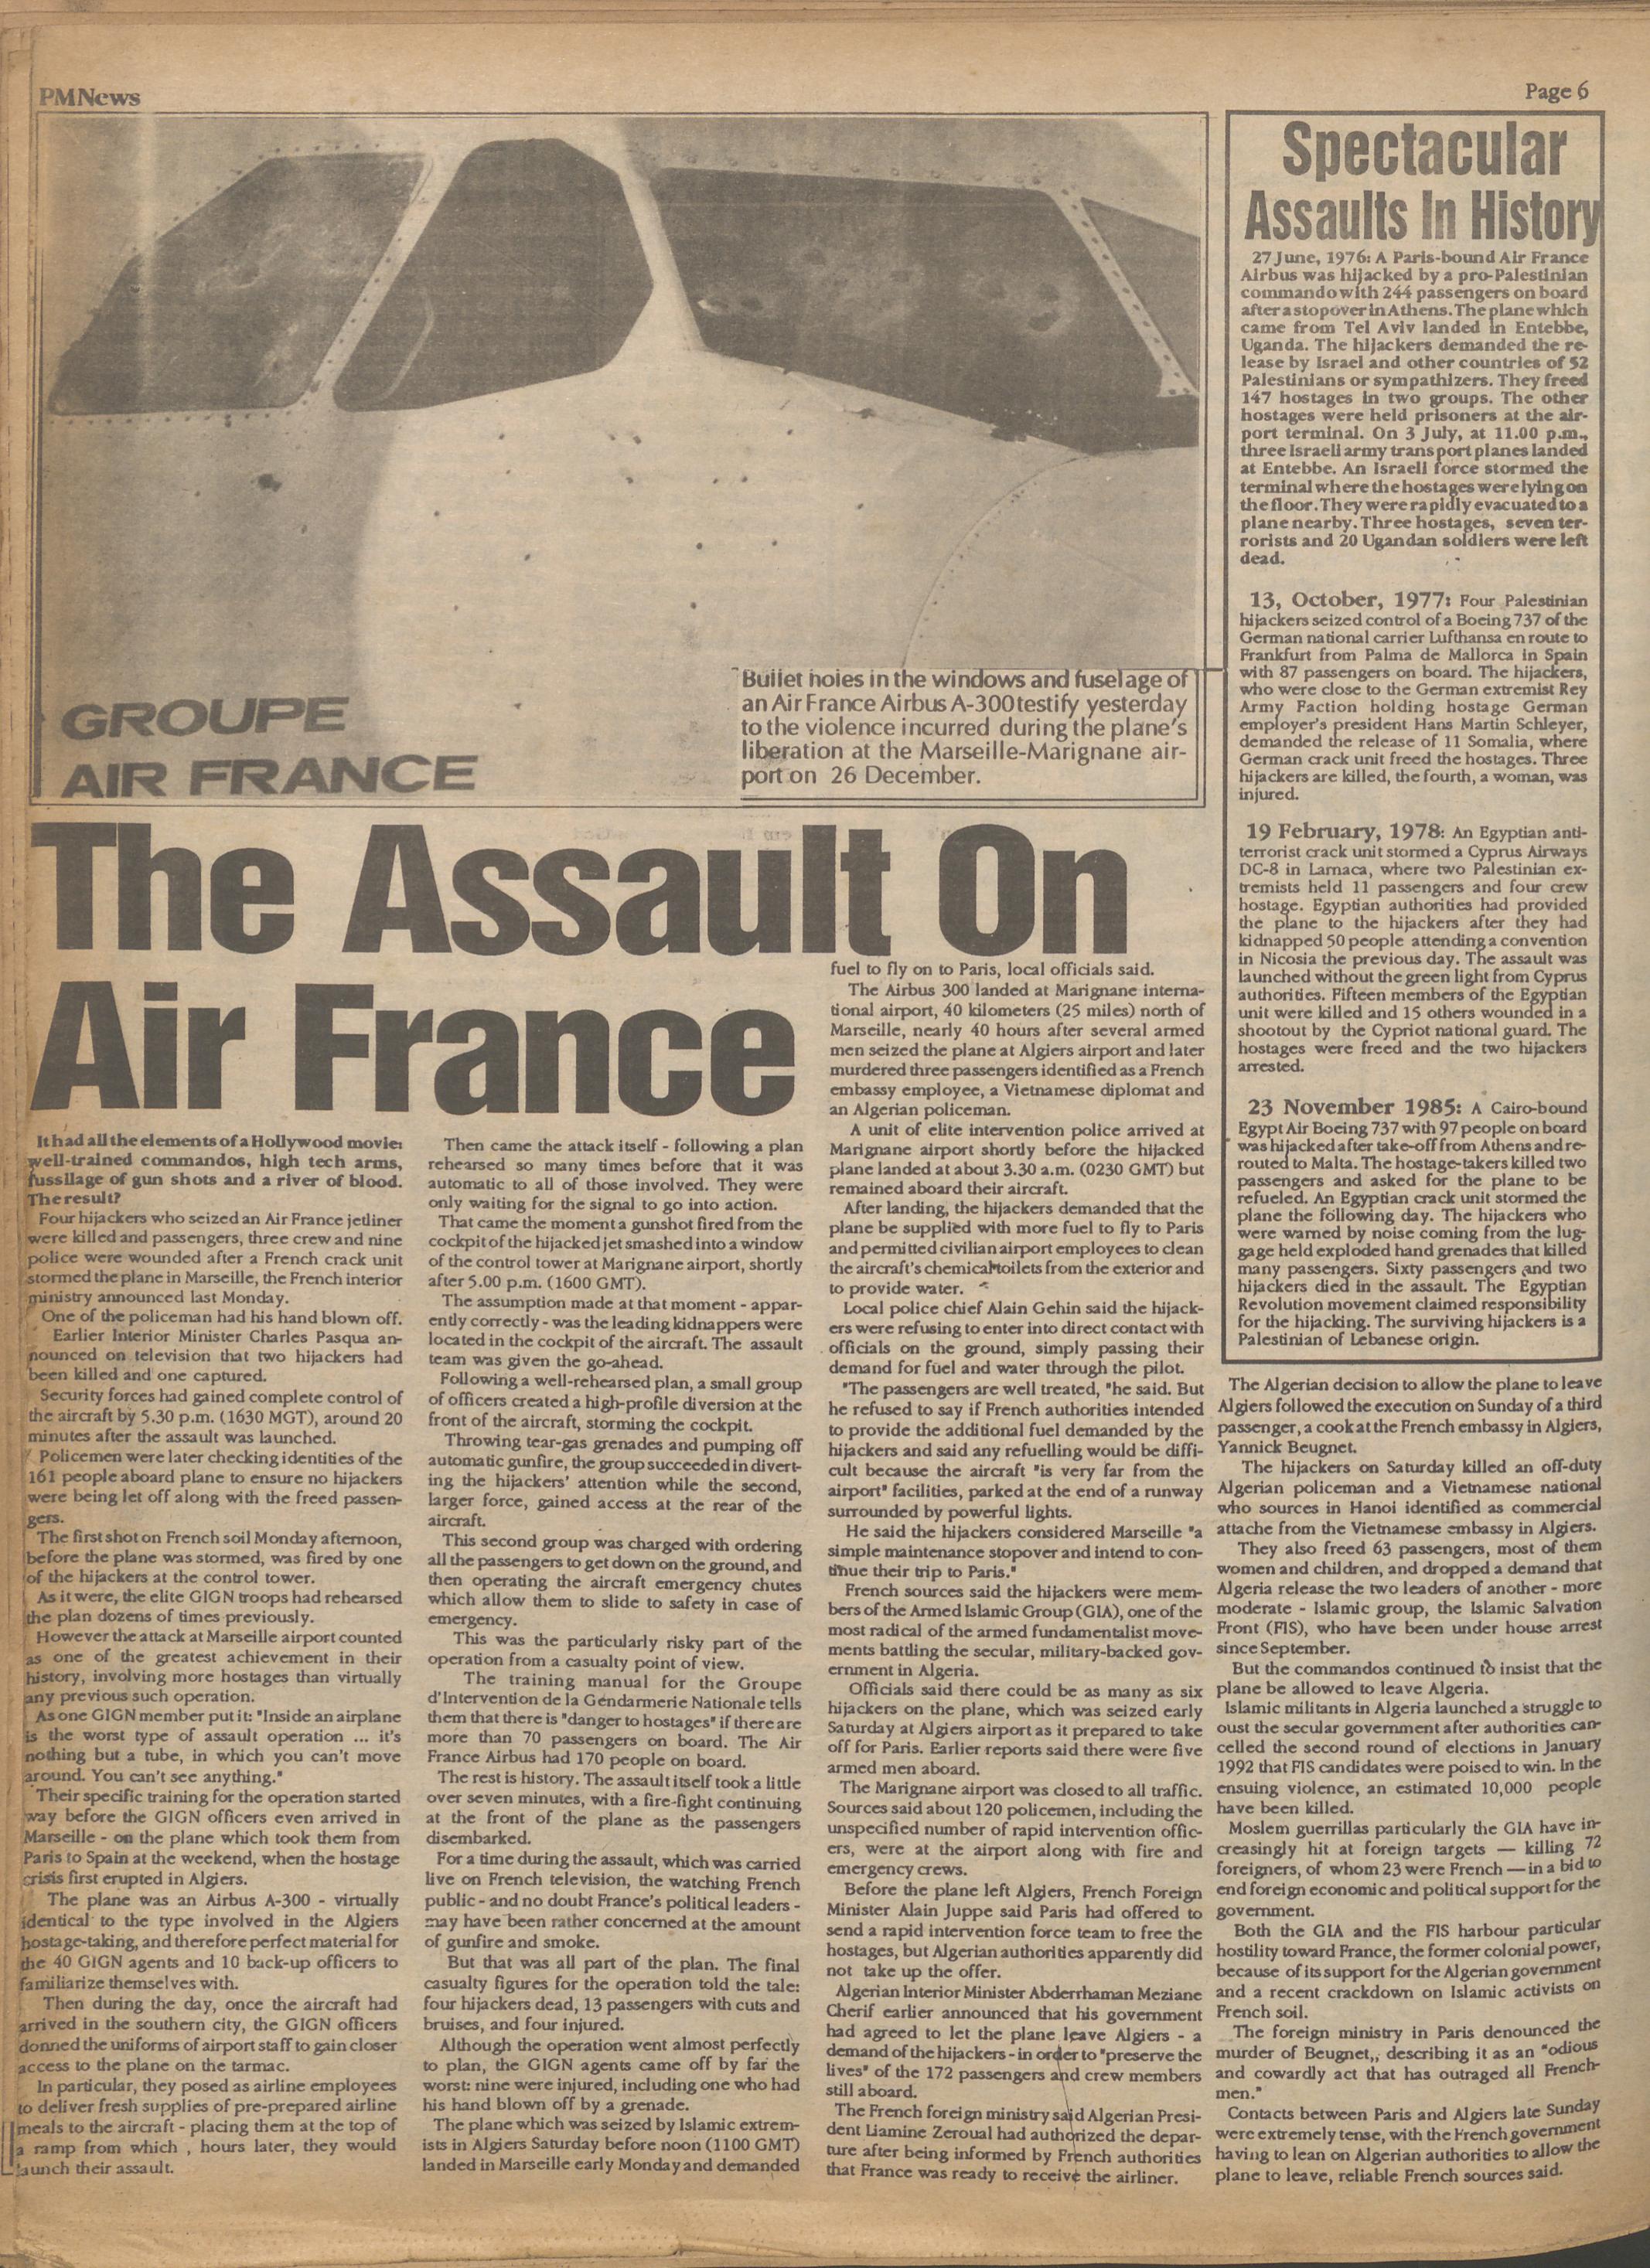 PMNews
Page 6
GROUPE
AIR FRANCE
Bullet holes in the windows and fuselage of
an Air France Airbus A-300 testify yesterday
to the violence incurred during the plane's
liberation at the Marseille-Marignane air-
port on 26 December.
The Assault On
Air France
It had all the elements of a Hollywood movie:
well-trained commandos, high tech arms,
fussilage of gun shots and a river of blood.
The result?
Four hijackers who seized an Air France jetliner
were killed and passengers, three crew and nine
police were wounded after a French crack unit
stormed the plane in Marseille, the French interior
ministry announced last Monday.
One of the policeman had his hand blown off.
Earlier Interior Minister Charles Pasqua an-
nounced on television that two hijackers had
been killed and one captured.
Security forces had gained complete control of
the aircraft by 5.30 p.m. (1630 MGT), around 20
minutes after the assault was launched.
Policemen were later checking identities of the
161 people aboard plane to ensure no hijackers
were being let off along with the freed passen-
gers.
The first shot on French soil Monday afternoon,
before the plane was stormed, was fired by one
of the hijackers at the control tower.
As it were, the elite GIGN troops had rehearsed
the plan dozens of times previously.
However the attack at Marseille airport counted
as one of the greatest achievement in their
history, involving more hostages than virtually
any previous such operation.
As one GIGN member put it: "Inside an airplane
is the worst type of assault operation ... it's
nothing but a tube, in which you can't move
around. You can't see anything."
Their specific training for the operation started
way before the GIGN officers even arrived in
Marseille - on the plane which took them from
Paris to Spain at the weekend, when the hostage
crisis first erupted in Algiers.
The plane was an Airbus A-300 - virtually
identical to the type involved in the Algiers
hostage-taking, and therefore perfect material for
the 40 GIGN agents and 10 back-up officers to
familiarize themselves with.
Then during the day, once the aircraft had
arrived in the southern city, the GIGN officers
donned the uniforms of airport staff to gain closer
access to the plane on the tarmac.
In particular, they posed as airline employees
to deliver fresh supplies of pre-prepared airline
meals to the aircraft - placing them at the top of
a ramp from which , hours later, they would
launch their assault.
Then came the attack itself - following a plan
rehearsed so many times before that it was
automatic to all of those involved. They were
only waiting for the signal to go into action.
That came the moment a gunshot fired from the
cockpit of the hijacked jet smashed into a window
of the control tower at Marignane airport, shortly
after 5.00 p.m. (1600 GMT).
The assumption made at that moment - appar-
ently correctly - was the leading kidnappers were
located in the cockpit of the aircraft. The assault
team was given the go-ahead.
Following a well-rehearsed plan, a small group
of officers created a high-profile diversion at the
front of the aircraft, storming the cockpit.
Throwing tear-gas grenades and pumping off
automatic gunfire, the group succeeded in divert-
ing the hijackers' attention while the second,
larger force, gained access at the rear of the
aircraft.
This second group was charged with ordering
all the passengers to get down on the ground, and
then operating the aircraft emergency chutes
which allow them to slide to safety in case of
emergency.
This was the particularly risky part of the
operation from a casualty point of view.
The training manual for the Groupe
d'Intervention de la Gendarmerie Nationale tells
them that there is "danger to hostages" if there are
more than 70 passengers on board. The Air
France Airbus had 170 people on board.
The rest is history. The assault itself took a little
over seven minutes, with a fire-fight continuing
at the front of the plane as the passengers
disembarked.
For a time during the assault, which was carried
live on French television, the watching French
public - and no doubt France's political leaders -
may have been rather concerned at the amount
of gunfire and smoke.
But that was all part of the plan. The final
casualty figures for the operation told the tale:
four hijackers dead, 13 passengers with cuts and
bruises, and four injured.
Although the operation went almost perfectly
to plan, the GIGN agents came off by far the
worst: nine were injured, including one who had
his hand blown off by a grenade.
The plane which was seized by Islamic extrem-
ists in Algiers Saturday before noon (1100 GMT)
landed in Marseille early Monday and demanded
fuel to fly on to Paris, local officials said.
The Airbus 300 landed at Marignane interna-
tional airport, 40 kilometers (25 miles) north of
Marseille, nearly 40 hours after several armed
men seized the plane at Algiers airport and later
murdered three passengers identified as a French
embassy employee, a Vietnamese diplomat and
an Algerian policeman.
A unit of elite intervention police arrived at
Marignane airport shortly before the hijacked
plane landed at about 3.30 a.m. (0230 GMT) but
remained aboard their aircraft.
After landing, the hijackers demanded that the
plane be supplied with more fuel to fly to Paris
and permitted civilian airport employees to clean
the aircraft's chemical toilets from the exterior and
to provide water.
Local police chief Alain Gehin said the hijack-
ers were refusing to enter into direct contact with
officials on the ground, simply passing their
demand for fuel and water through the pilot.
"The passengers are well treated, "he said. But
he refused to say if French authorities intended
to provide the additional fuel demanded by the
hijackers and said any refuelling would be diffi-
cult because the aircraft "is very far from the
airport" facilities, parked at the end of a runway
surrounded by powerful lights.
He said the hijackers considered Marseille "a
simple maintenance stopover and intend to con-
tinue their trip to Paris."
French sources said the hijackers were mem-
bers of the Armed Islamic Group (GIA), one of the
most radical of the armed fundamentalist move-
ments battling the secular, military-backed gov-
ernment in Algeria.
Officials said there could be as many as six
hijackers on the plane, which was seized early
Saturday at Algiers airport as it prepared to take
off for Paris. Earlier reports said there were five
armed men aboard.
The Marignane airport was closed to all traffic.
Sources said about 120 policemen, including the
unspecified number of rapid intervention offic-
ers, were at the airport along with fire and
emergency crews.
Before the plane left Algiers, French Foreign
Minister Alain Juppe said Paris had offered to
send a rapid intervention force team to free the
hostages, but Algerian authorities apparently did
not take up the offer.
Algerian Interior Minister Abderrhaman Meziane
Cherif earlier announced that his government
had agreed to let the plane leave Algiers - a
demand of the hijackers - in order to "preserve the
lives" of the 172 passengers and crew members
still aboard.
The French foreign ministry said Algerian Presi-
dent Liamine Zeroual had authorized the depar-
ture after being informed by French authorities
that France was ready to receive the airliner.
Spectacular
Assaults In History
27 June, 1976: A Paris-bound Air France
Airbus was hijacked by a pro-Palestinian
commando with 244 passengers on board
after a stopover in Athens. The plane which
came from Tel Aviv landed in Entebbe,
Uganda. The hijackers demanded the re-
lease by Israel and other countries of 52
Palestinians or sympathizers. They freed
147 hostages in two groups. The other
hostages were held prisoners at the air-
port terminal. On 3 July, at 11.00 p.m.,
three Israeli army transport planes landed
at Entebbe. An Israeli force stormed the
terminal where the hostages were lying on
the floor. They were rapidly evacuated to a
plane nearby. Three hostages, seven ter-
rorists and 20 Ugandan soldiers were left
dead.
13, October, 1977: Four Palestinian
hijackers seized control of a Boeing 737 of the
German national carrier Lufthansa en route to
Frankfurt from Palma de Mallorca in Spain
with 87 passengers on board. The hijackers,
who were close to the German extremist Rey
Army Faction holding hostage German
employer's president Hans Martin Schleyer,
demanded the release of 11 Somalia, where
German crack unit freed the hostages. Three
hijackers are killed, the fourth, a woman, was
injured.
19 February, 1978: An Egyptian anti-
terrorist crack unit stormed a Cyprus Airways
DC-8 in Larnaca, where two Palestinian ex-
tremists held 11 passengers and four crew
hostage. Egyptian authorities had provided
the plane to the hijackers after they had
kidnapped 50 people attending a convention
in Nicosia the previous day. The assault was
launched without the green light from Cyprus
authorities. Fifteen members of the Egyptian
unit were killed and 15 others wounded in a
shootout by the Cypriot national guard. The
hostages were freed and the two hijackers
arrested.
23 November 1985: A Cairo-bound
Egypt Air Boeing 737 with 97 people on board
was hijacked after take-off from Athens and re-
routed to Malta. The hostage-takers killed two
passengers and asked for the plane to be
refueled. An Egyptian crack unit stormed the
plane the following day. The hijackers who
were warned by noise coming from the lug-
gage held exploded hand grenades that killed
many passengers. Sixty passengers and two
hijackers died in the assault. The Egyptian
Revolution movement claimed responsibility
for the hijacking. The surviving hijackers is a
Palestinian of Lebanese origin.
The Algerian decision to allow the plane to leave
Algiers followed the execution on Sunday of a third
passenger, a cook at the French embassy in Algiers,
Yannick Beugnet.
The hijackers on Saturday killed an off-duty
Algerian policeman and a Vietnamese national
who sources in Hanoi identified as commercial
attache from the Vietnamese embassy in Algiers.
They also freed 63 passengers, most of them
women and children, and dropped a demand that
Algeria release the two leaders of another - more
moderate - Islamic group, the Islamic Salvation
Front (FIS), who have been under house arrest
since September.
But the commandos continued to insist that the
plane be allowed to leave Algeria.
Islamic militants in Algeria launched a struggle to
oust the secular government after authorities can-
celled the second round of elections in January
1992 that FIS candidates were poised to win. In the
ensuing violence, an estimated 10,000 people
have been killed.
Moslem guerrillas particularly the GIA have in-
creasingly hit at foreign targets — killing 72
foreigners, of whom 23 were French — in a bid to
end foreign economic and political support for the
government.
Both the GIA and the FIS harbour particular
hostility toward France, the former colonial power,
because of its support for the Algerian government
and a recent crackdown on Islamic activists on
French soil.
The foreign ministry in Paris denounced the
murder of Beugnet,, describing it as an "odious
and cowardly act that has outraged all French-
men."
Contacts between Paris and Algiers late Sunday
were extremely tense, with the French government
having to lean on Algerian authorities to allow the
plane to leave, reliable French sources said.